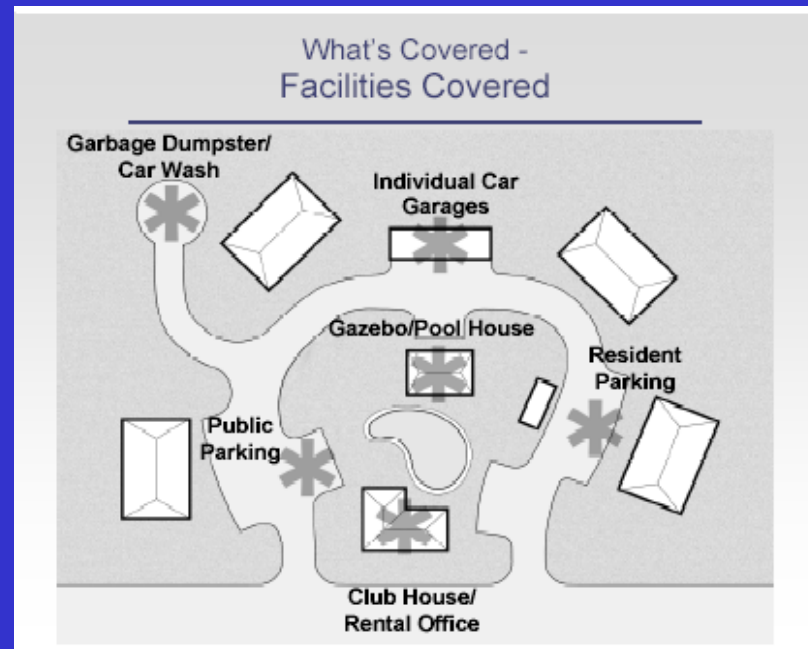 What's Covered -
Facilities Covered
Garbage Dumpster/
Car Wash
Individual Car
Garages
Gazebo/Pool House
Resident
Parking
Public
Parking
Club House/
Rental Office